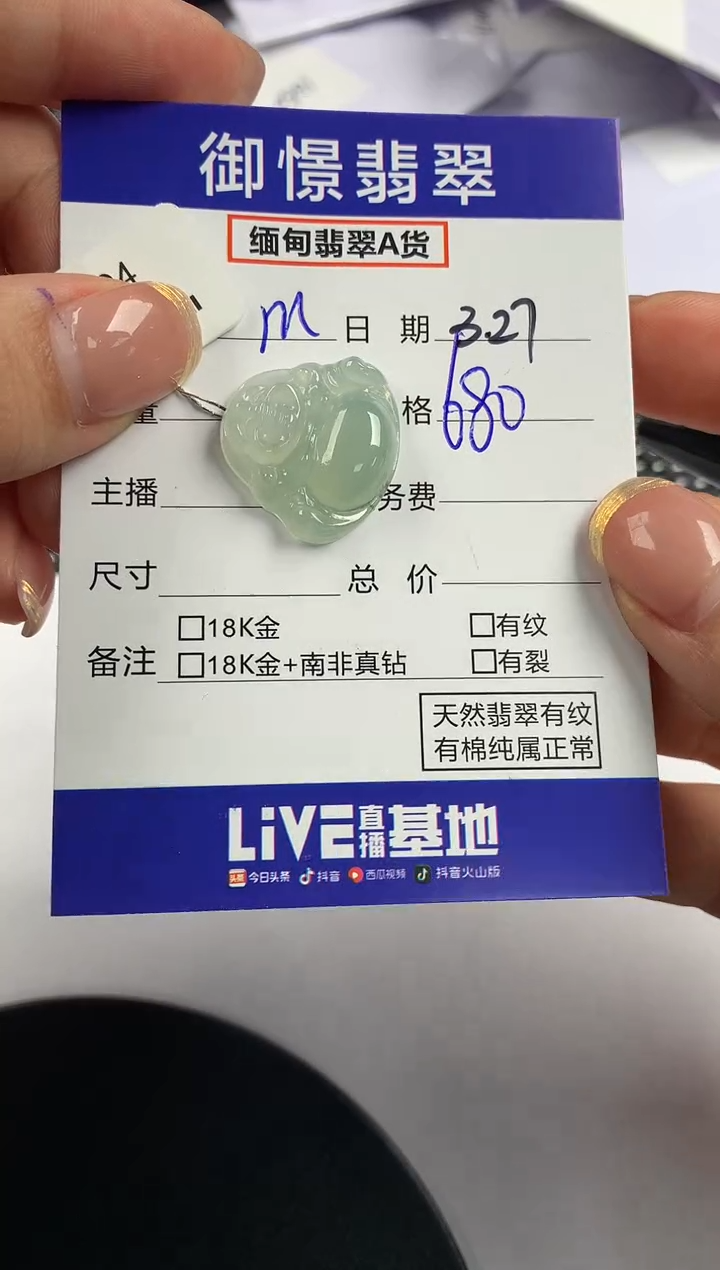 御憬翡翠
缅甸翡翠A货
m 日 期 3.27
量 格 680
主播 务费
尺寸 总 价
□18K金 □有纹
备注 □18K金+南非真钻 □有裂
天然翡翠有纹
有棉纯属正常
LiVE直播基地
今日头条 抖音 西瓜视频 抖音火山版